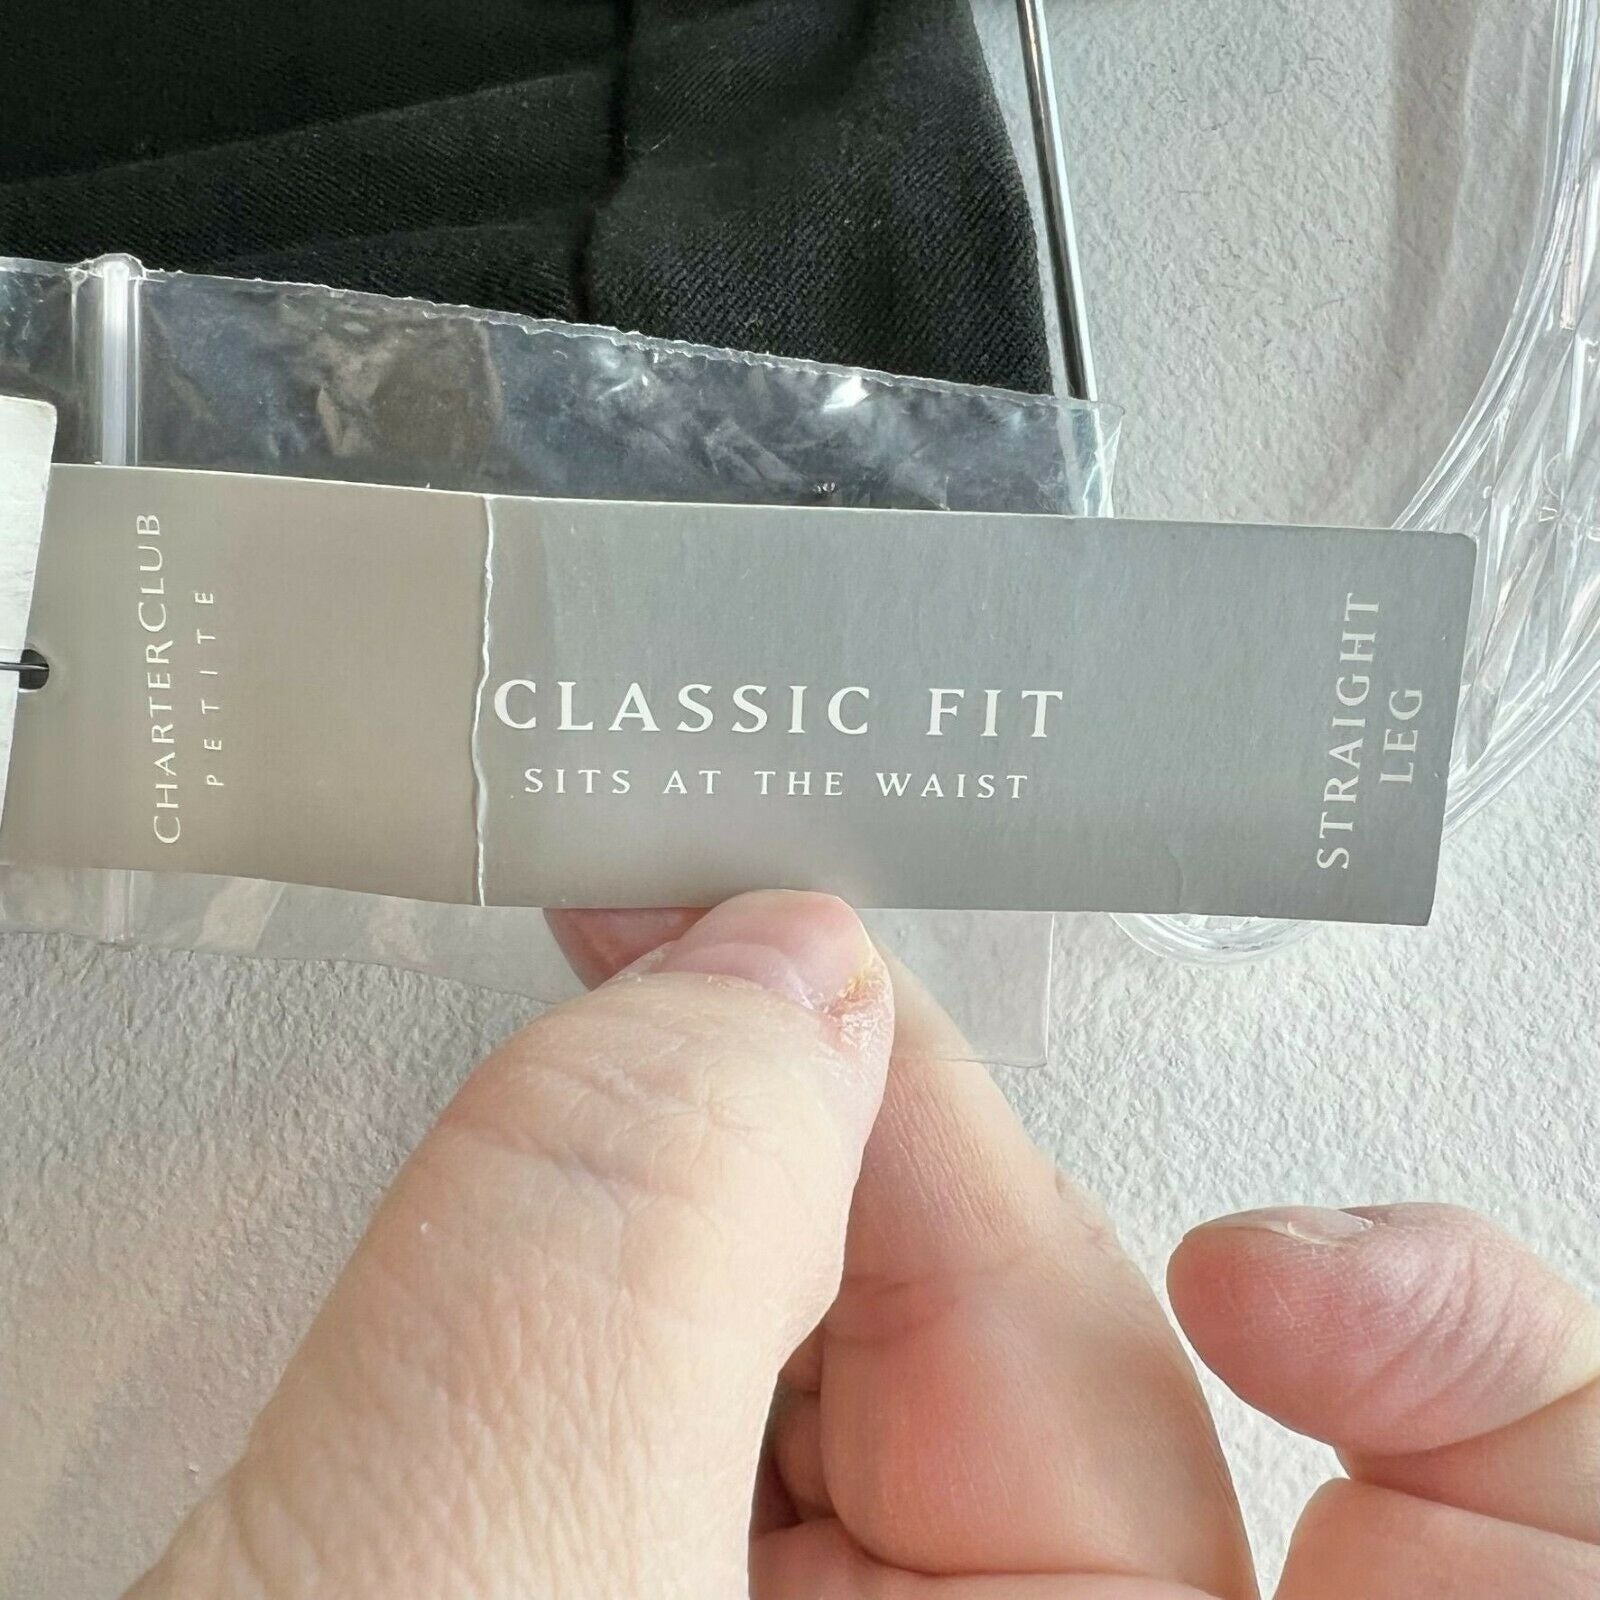 CHARTERCLUB
PETITE
CLASSIC FIT
SITS AT THE WAIST
STRAIGHT
LEG